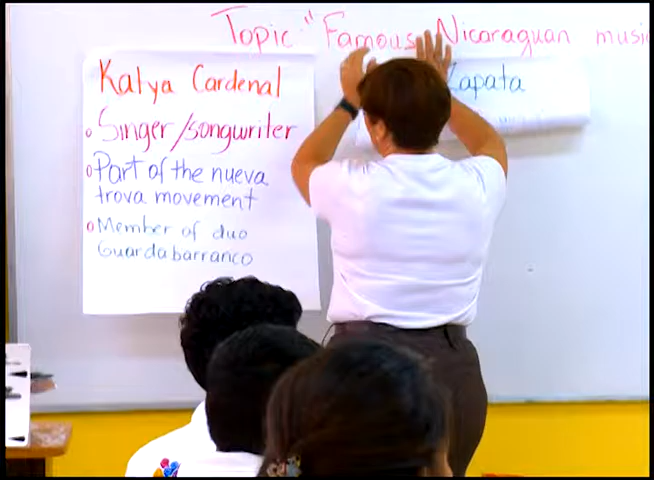 Topic "Famous Nicaraguan musi
Katya Cardenal
Singer/songwriter
Part of the nueva
trova movement
Member of duo
Guardabarranco
Zapata